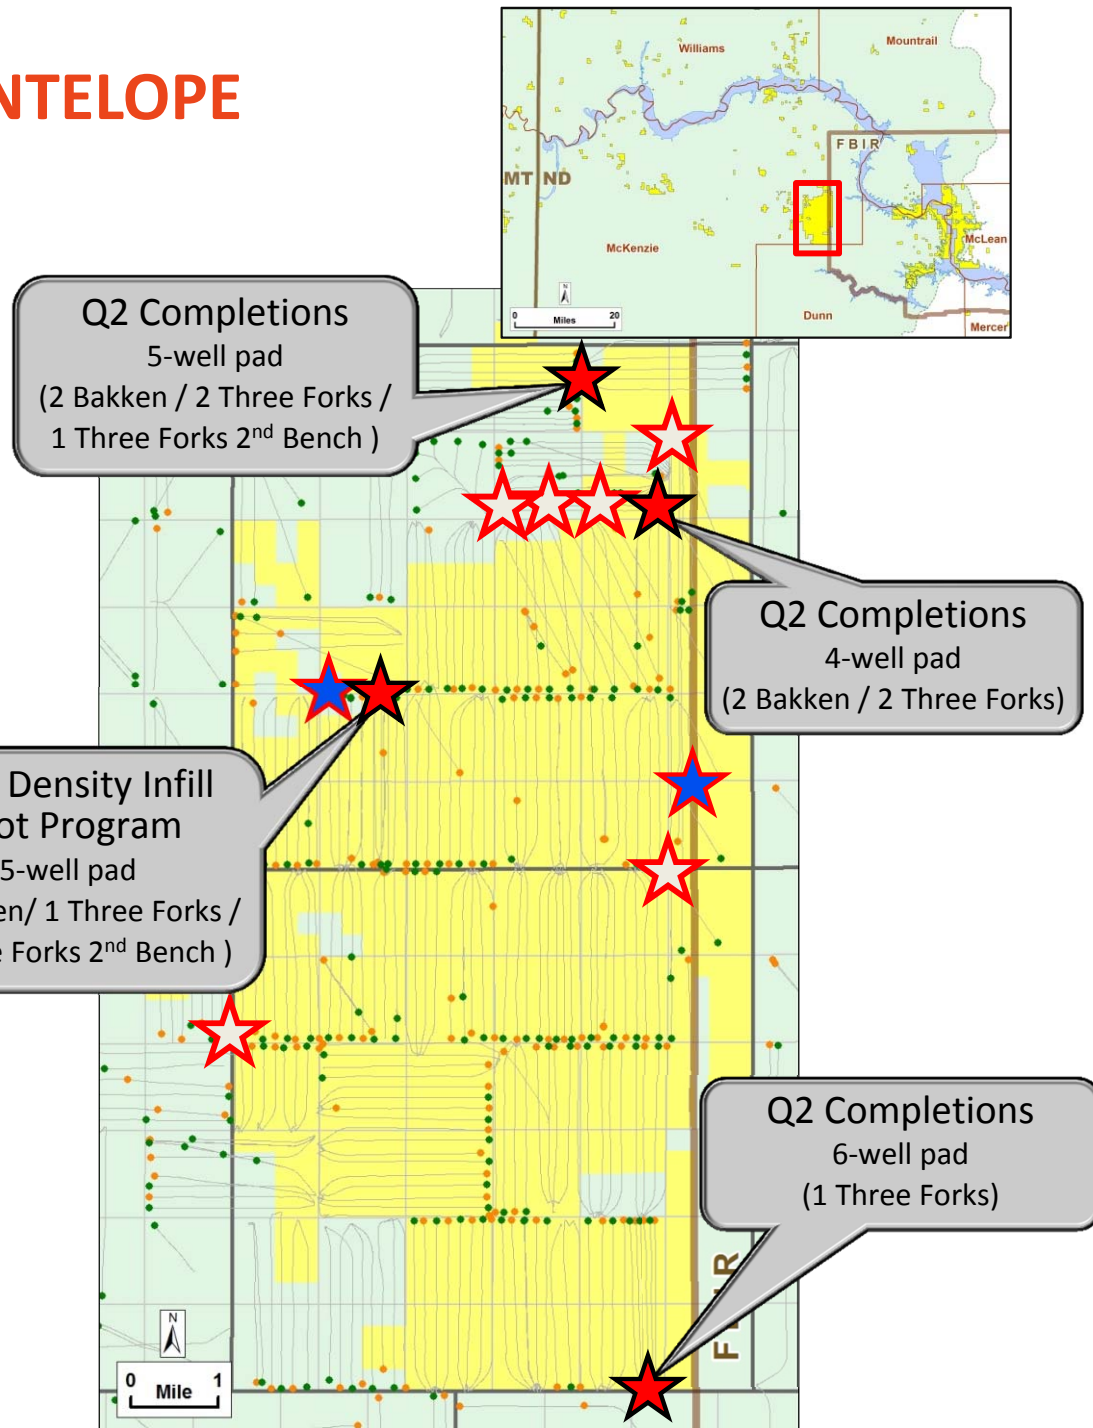 NTELOPE
Williams
Mountrail
FBIR
MT ND
McKenzie
McLean
Dunn
Mercer
N
0 Miles 20
Q2 Completions
5-well pad
(2 Bakken / 2 Three Forks /
1 Three Forks 2nd Bench )
Q2 Completions
4-well pad
(2 Bakken / 2 Three Forks)
Density Infill
ot Program
5-well pad
en/ 1 Three Forks /
e Forks 2nd Bench )
Q2 Completions
6-well pad
(1 Three Forks)
FBIR
N
0 Mile 1